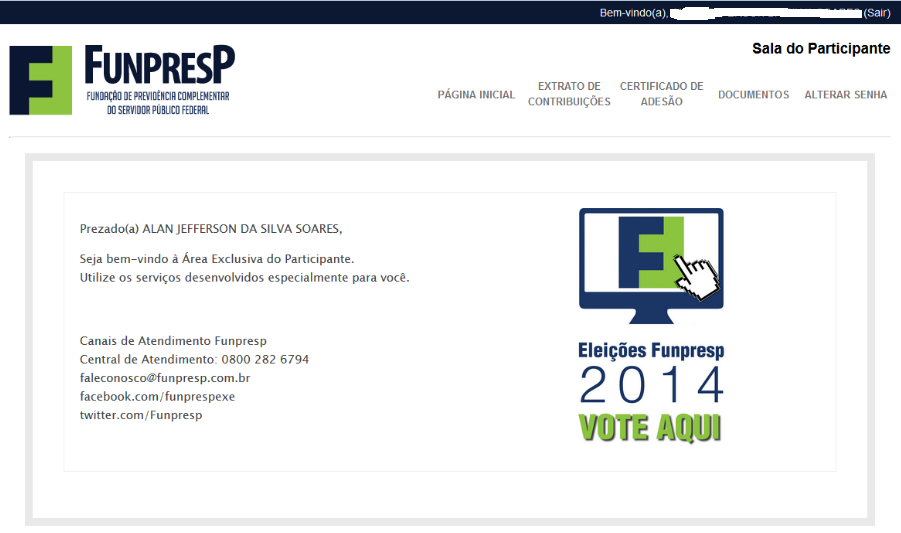 Bem-vindo(a), (Sair)
Sala do Participante
FUNPRESP
FUNDAÇÃO DE PREVIDÊNCIA COMPLEMENTAR
DO SERVIDOR PÚBLICO FEDERAL
PÁGINA INICIAL
EXTRATO DE
CONTRIBUIÇÕES
CERTIFICADO DE
ADESÃO
DOCUMENTOS
ALTERAR SENHA
Prezado(a) ALAN JEFFERSON DA SILVA SOARES,
Seja bem-vindo à Área Exclusiva do Participante.
Utilize os serviços desenvolvidos especialmente para você.
Canais de Atendimento Funpresp
Central de Atendimento: 0800 282 6794
faleconosco@funpresp.com.br
facebook.com/funprespexe
twitter.com/Funpresp
Eleições Funpresp
2014
VOTE AQUI